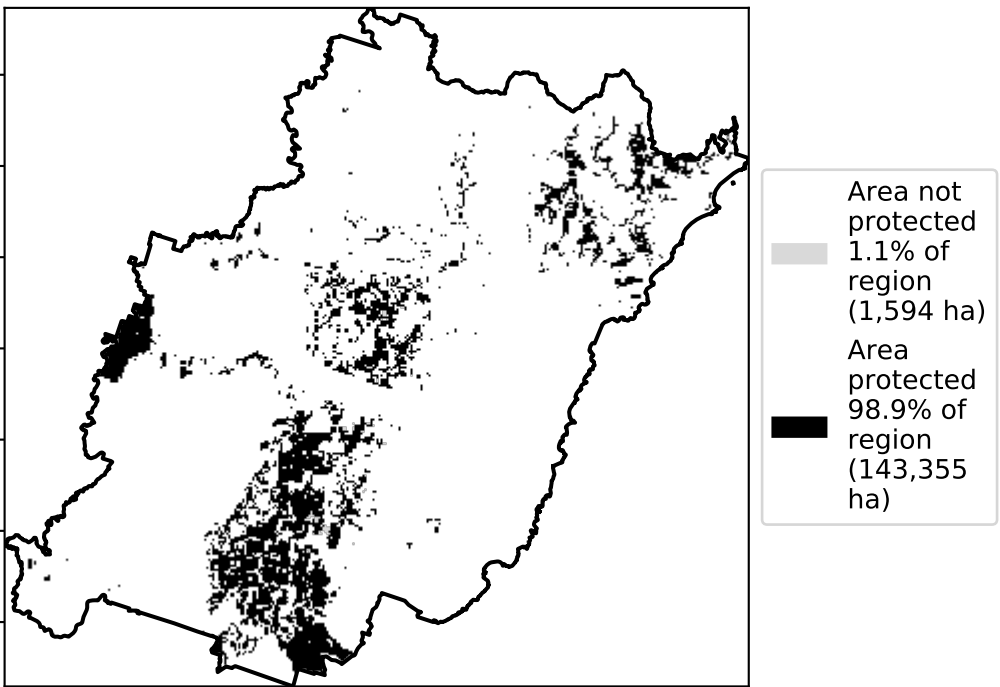 Area not
protected
1.1% of
region
(1,594 ha)
Area
protected
98.9% of
region
(143,355
ha)